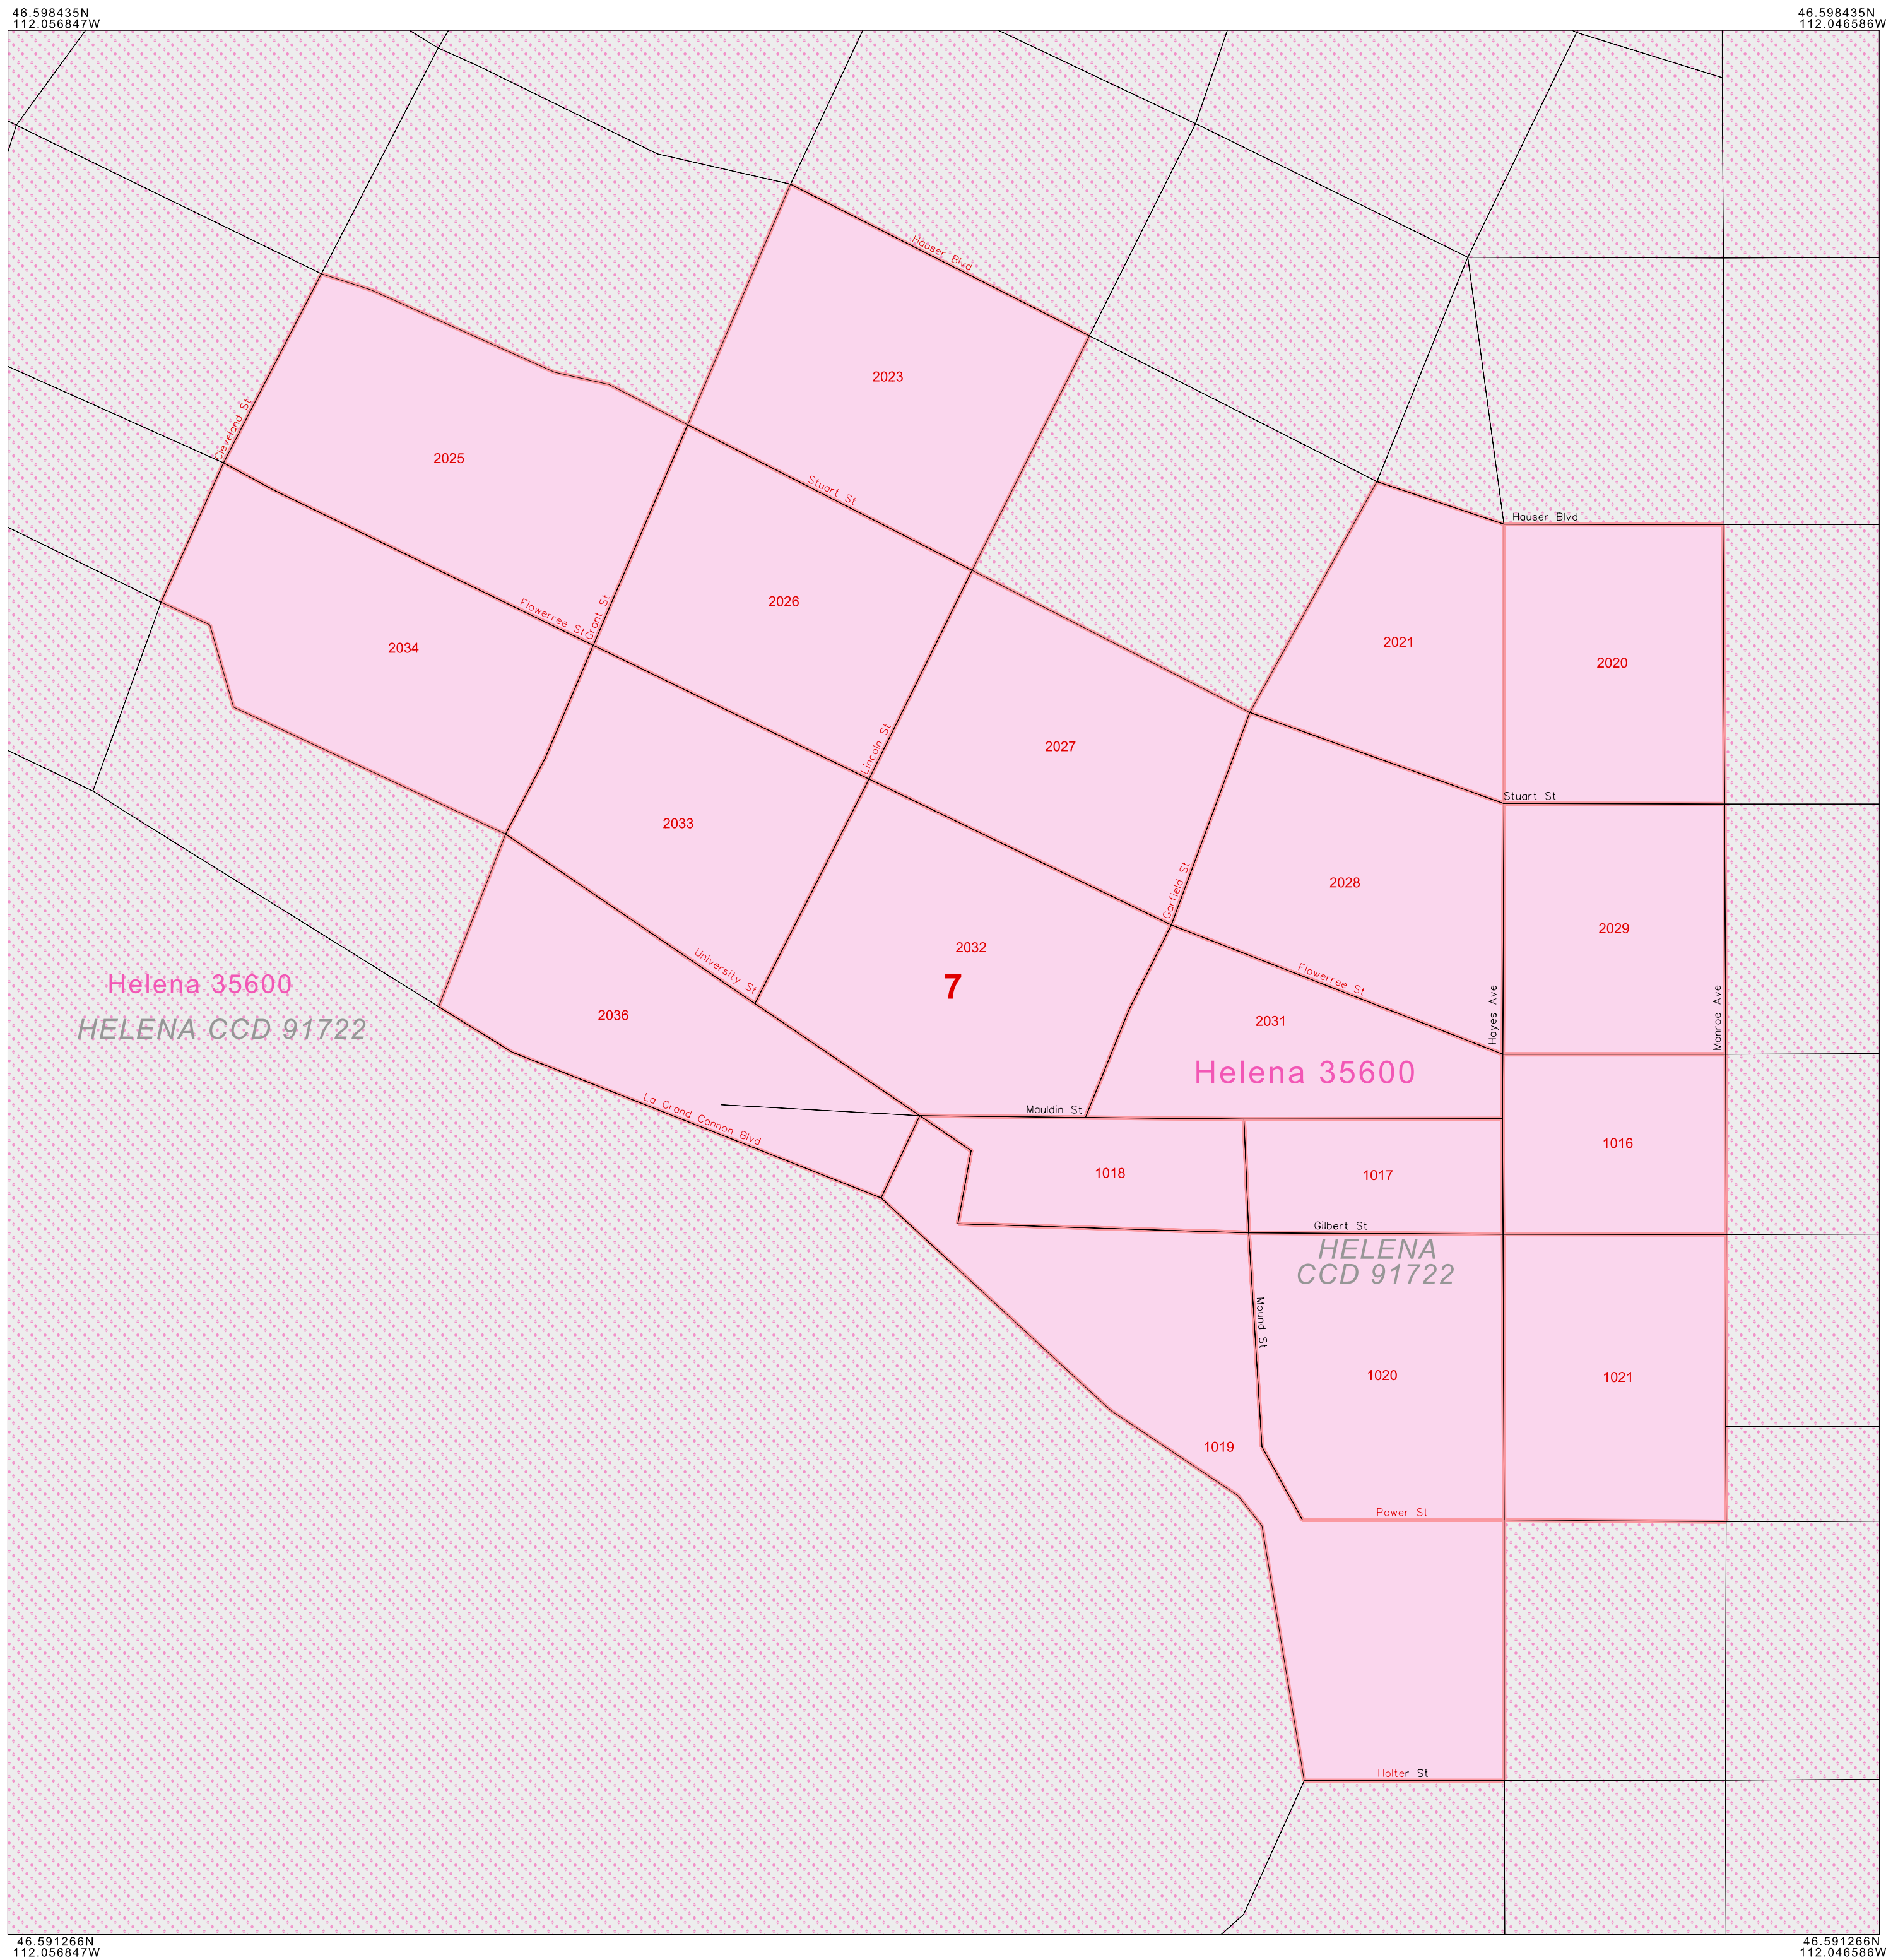 46.598435N
112.056847W
46.598435N
112.046586W
Hauser Blvd
2023
Cleveland St
2025
Stuart St
Hauser Blvd
Flowerree St
Grant St
2026
2021
2020
2034
Lincoln St
2027
Stuart St
2033
Garfield St
2028
2029
2032
7
University St
Flowerree St
Hayes Ave
Monroe Ave
Helena 35600
HELENA CCD 91722
2036
2031
Helena 35600
La Grand Cannon Blvd
Mauldin St
1018
1017
1016
Gilbert St
HELENA
CCD 91722
Mound St
1020
1021
1019
Power St
Holter St
46.591266N
112.056847W
46.591266N
112.046586W